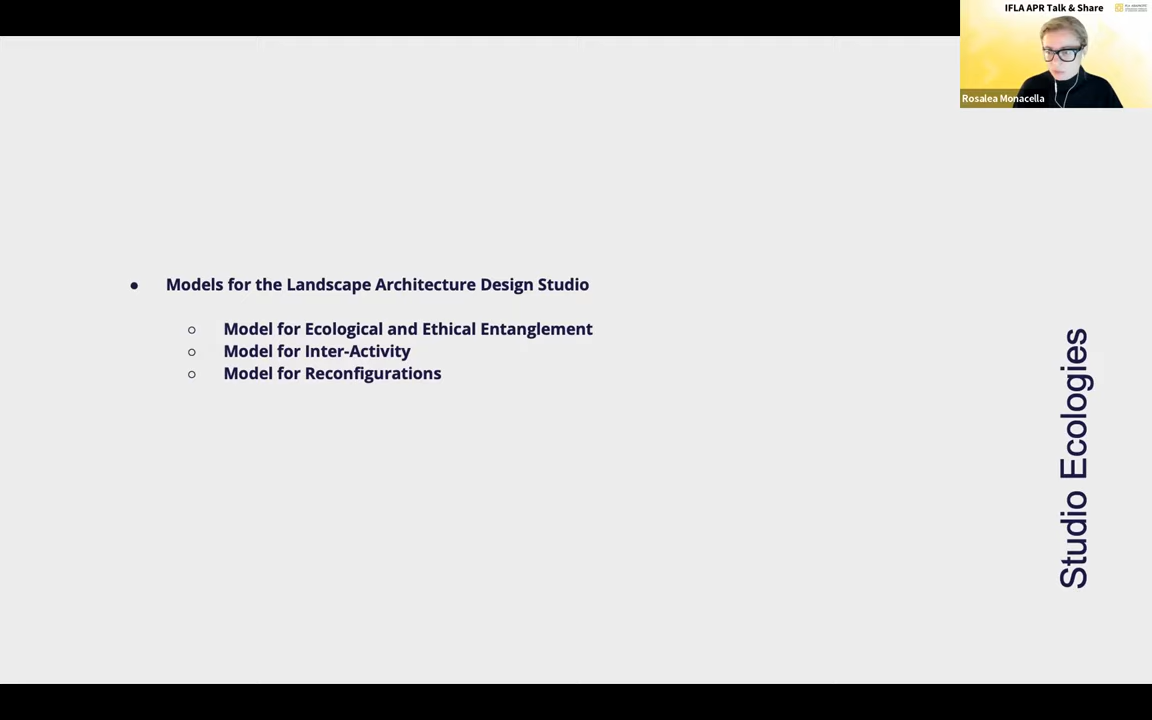 IFLA APR Talk & Share
Rosalea Monacella
● Models for the Landscape Architecture Design Studio
○ Model for Ecological and Ethical Entanglement
○ Model for Inter-Activity
○ Model for Reconfigurations
Studio Ecologies